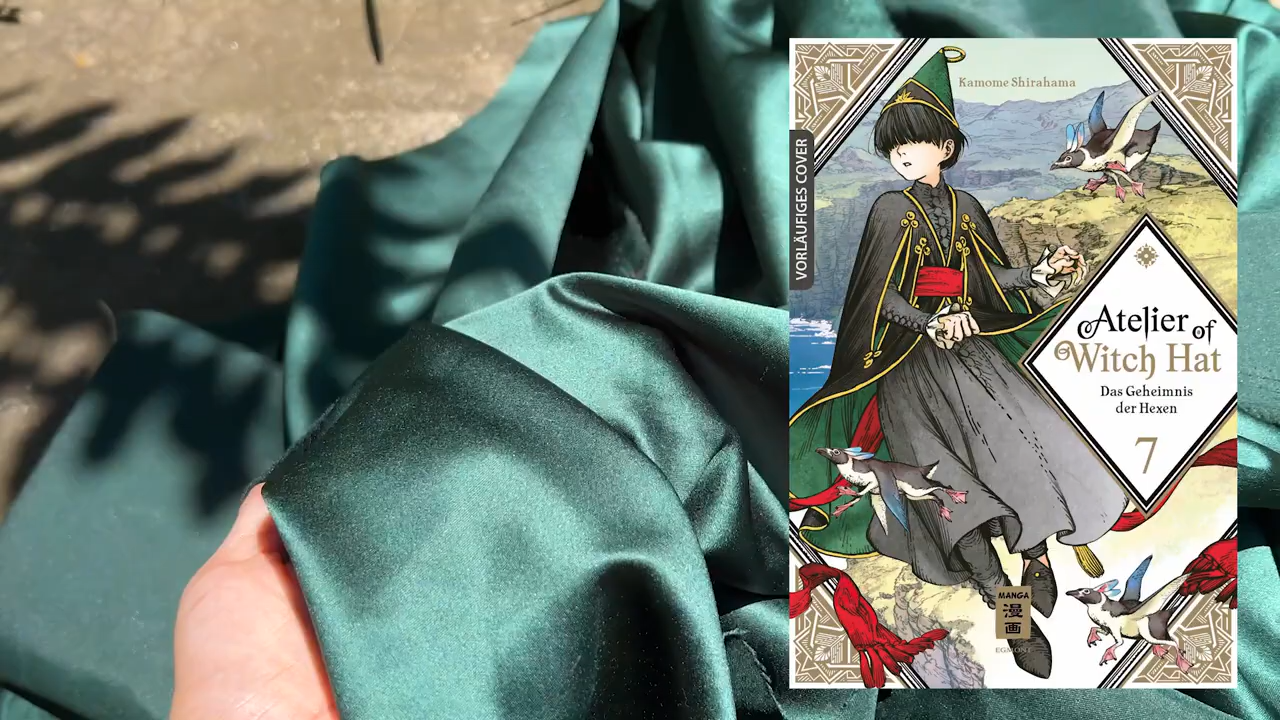 Kamome Shirahama
VORLÄUFIGES COVER
Atelier of
Witch Hat
Das Geheimnis
der Hexen
7
MANGA
漫
画
EGMONT